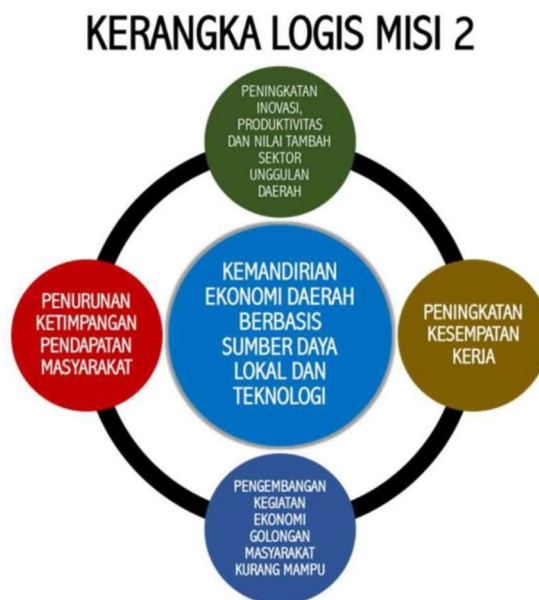 KERANGKA LOGIS MISI 2
PENINGKATAN
INOVASI,
PRODUKTIVITAS
DAN NILAI TAMBAH
SEKTOR
UNGGULAN
DAERAH
PENURUNAN
KETIMPANGAN
PENDAPATAN
MASYARAKAT
KEMANDIRIAN
EKONOMI DAERAH
BERBASIS
SUMBER DAYA
LOKAL DAN
TEKNOLOGI
PENINGKATAN
KESEMPATAN
KERJA
PENGEMBANGAN
KEGIATAN
EKONOMI
GOLONGAN
MASYARAKAT
KURANG MAMPU